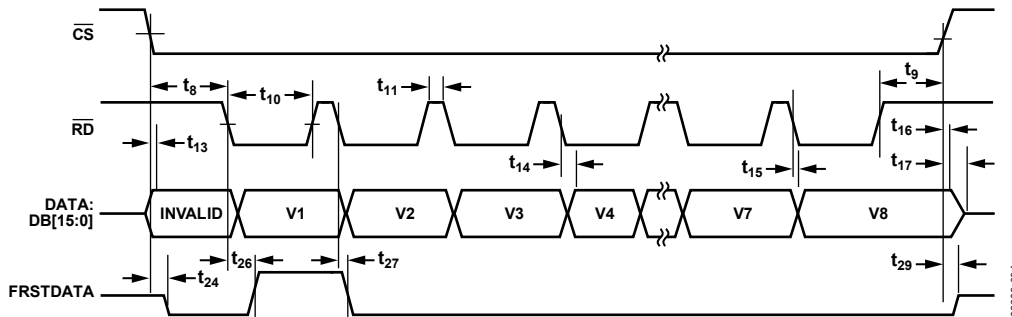 CS
t8
t10
t11
t9
RD
t13
t14
t15
t16
t17
DATA:
DB[15:0]
INVALID
V1
V2
V3
V4
V7
V8
t24
t26
t27
t29
FRSTDATA